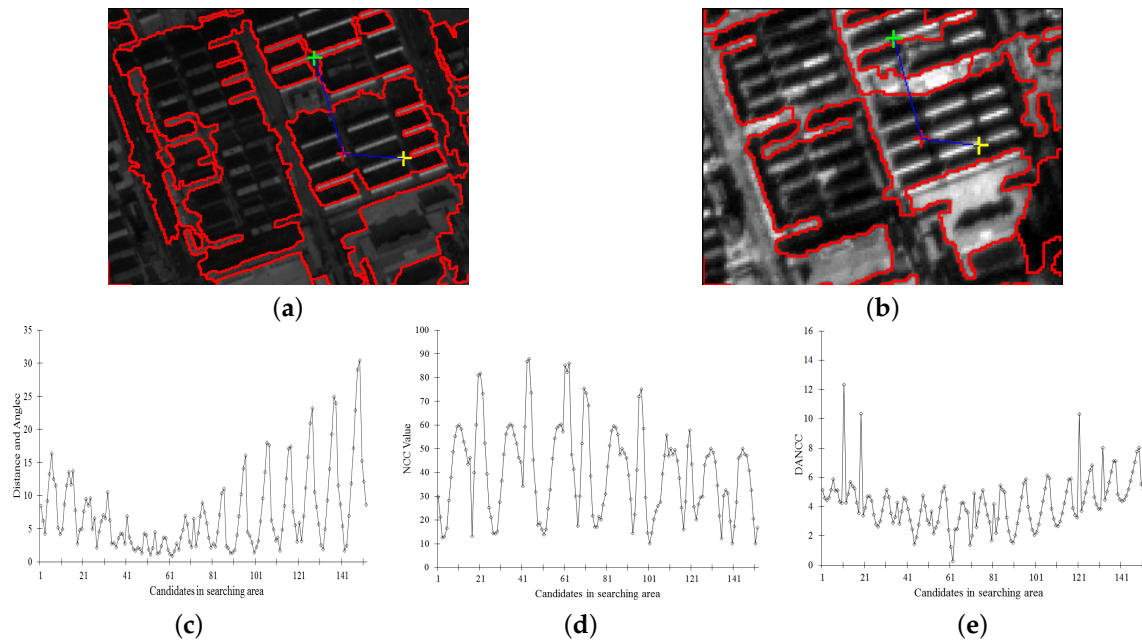 (a)
(b)
Distance and Anglee
35
30
25
20
15
10
5
0
1 21 41 61 81 101 121 141
Candidates in searching area
(c)
NCC Value
100
90
80
70
60
50
40
30
20
10
0
1 21 41 61 81 101 121 141
Candidates in searching area
(d)
DANCC
16
14
12
10
8
6
4
2
0
1 21 41 61 81 101 121 141
Candidates in searching area
(e)